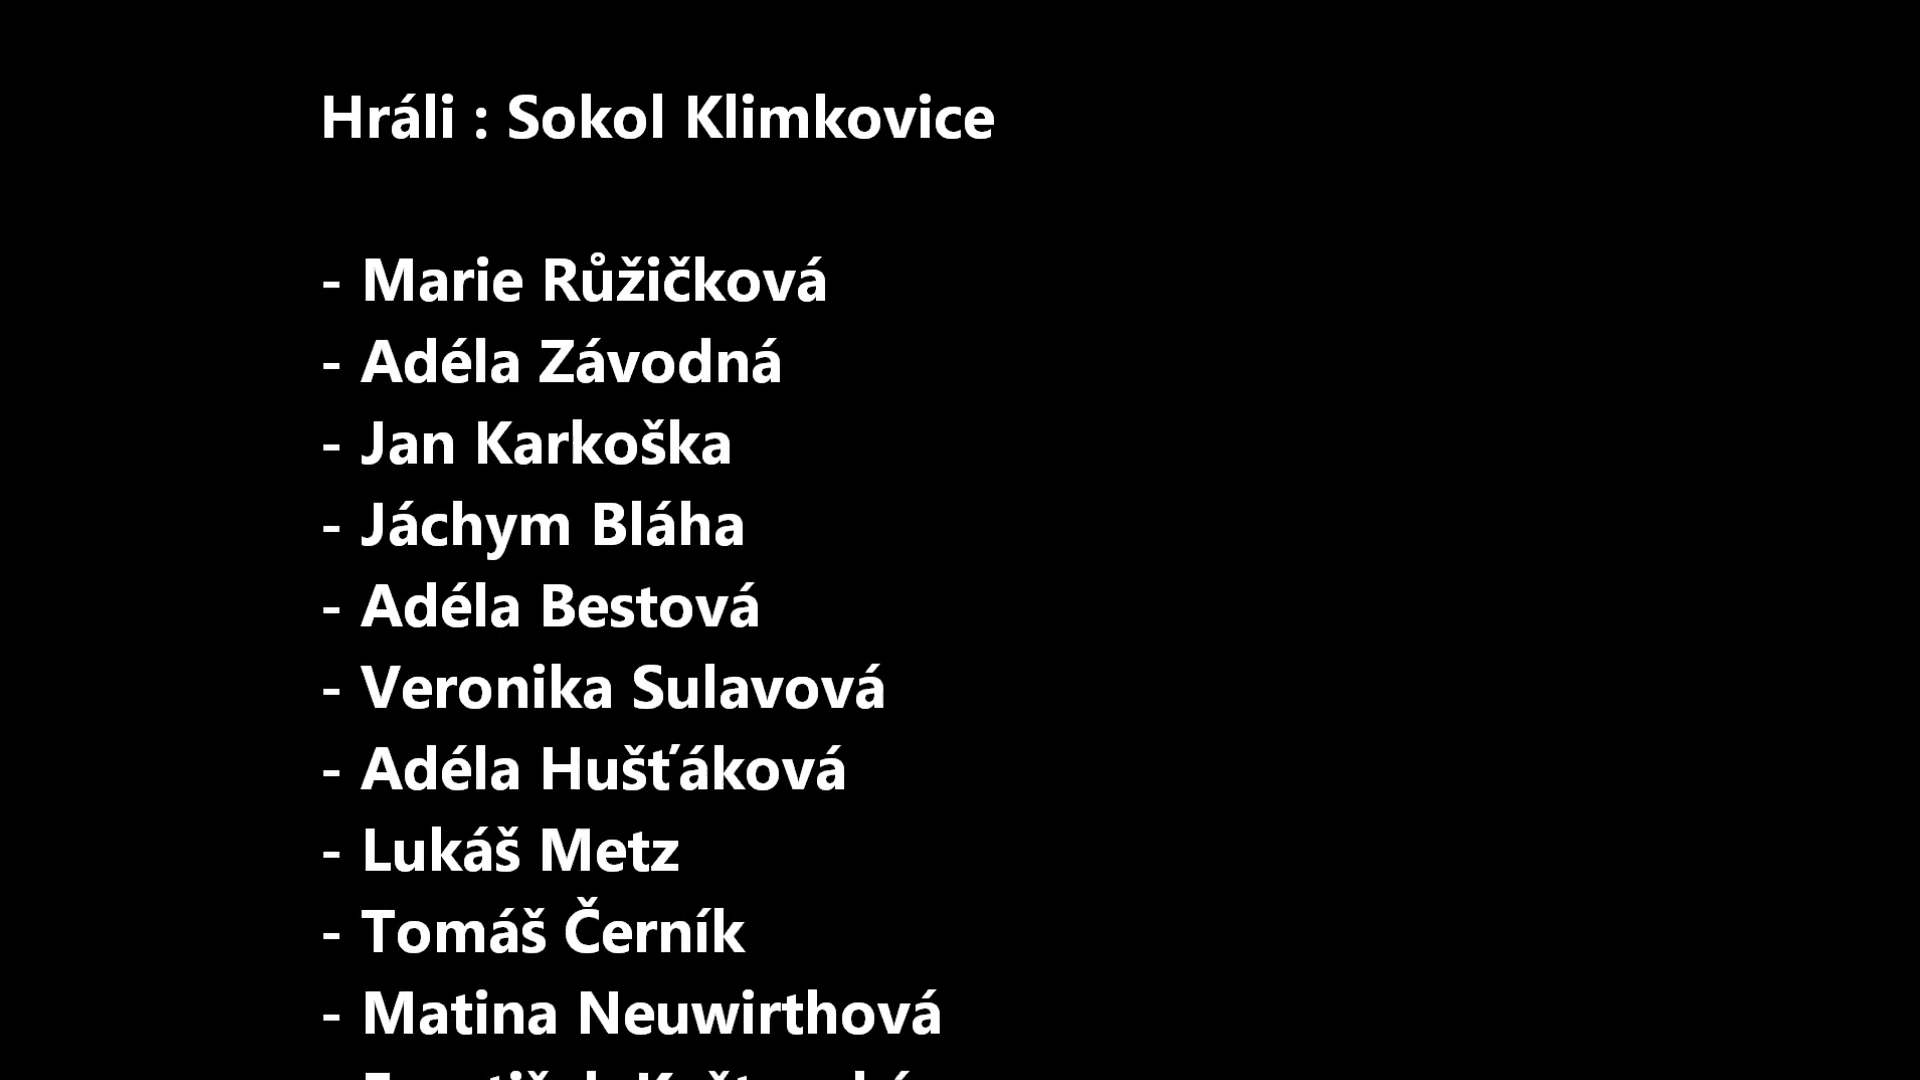 Hráli : Sokol Klimkovice
- Marie Růžičková
- Adéla Závodná
- Jan Karkoška
- Jáchym Bláha
- Adéla Bestová
- Veronika Sulavová
- Adéla Hušťáková
- Lukáš Metz
- Tomáš Černík
- Matina Neuwirthová